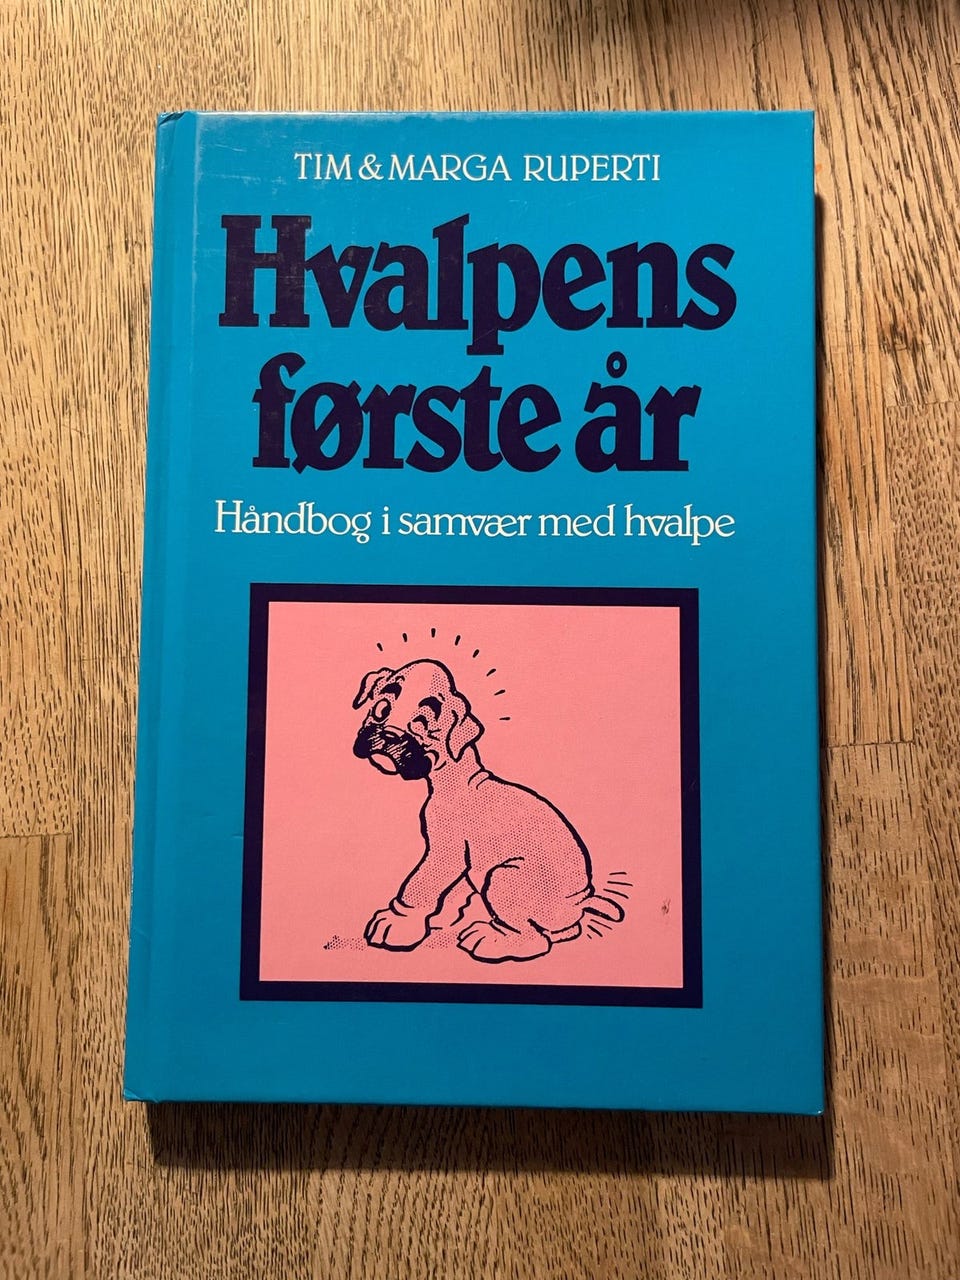 TIM & MARGA RUPERTI
Hvalpens
første år
Håndbog i samvær med hvalpe